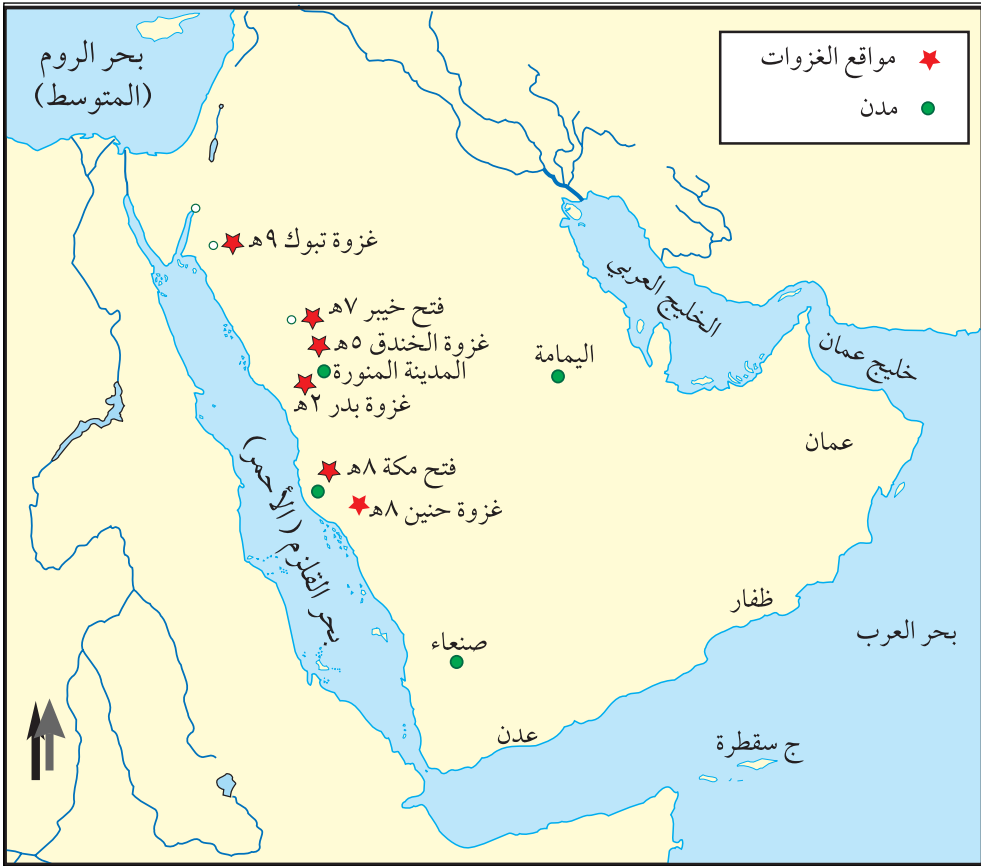 بحر الروم
(المتوسط)
مواقع الغزوات
مدن
غزوة تبوك ٩هـ
الخليج العربي
فتح خيبر ٧هـ
غزوة الخندق ٥هـ
المدينة المنورة
غزوة بدر ٢هـ
اليمامة
خليج عمان
عمان
فتح مكة ٨هـ
غزوة حنين ٨هـ
بحر القلزم (الأحمر)
ظفار
بحر العرب
صنعاء
عدن
ج سقطرة